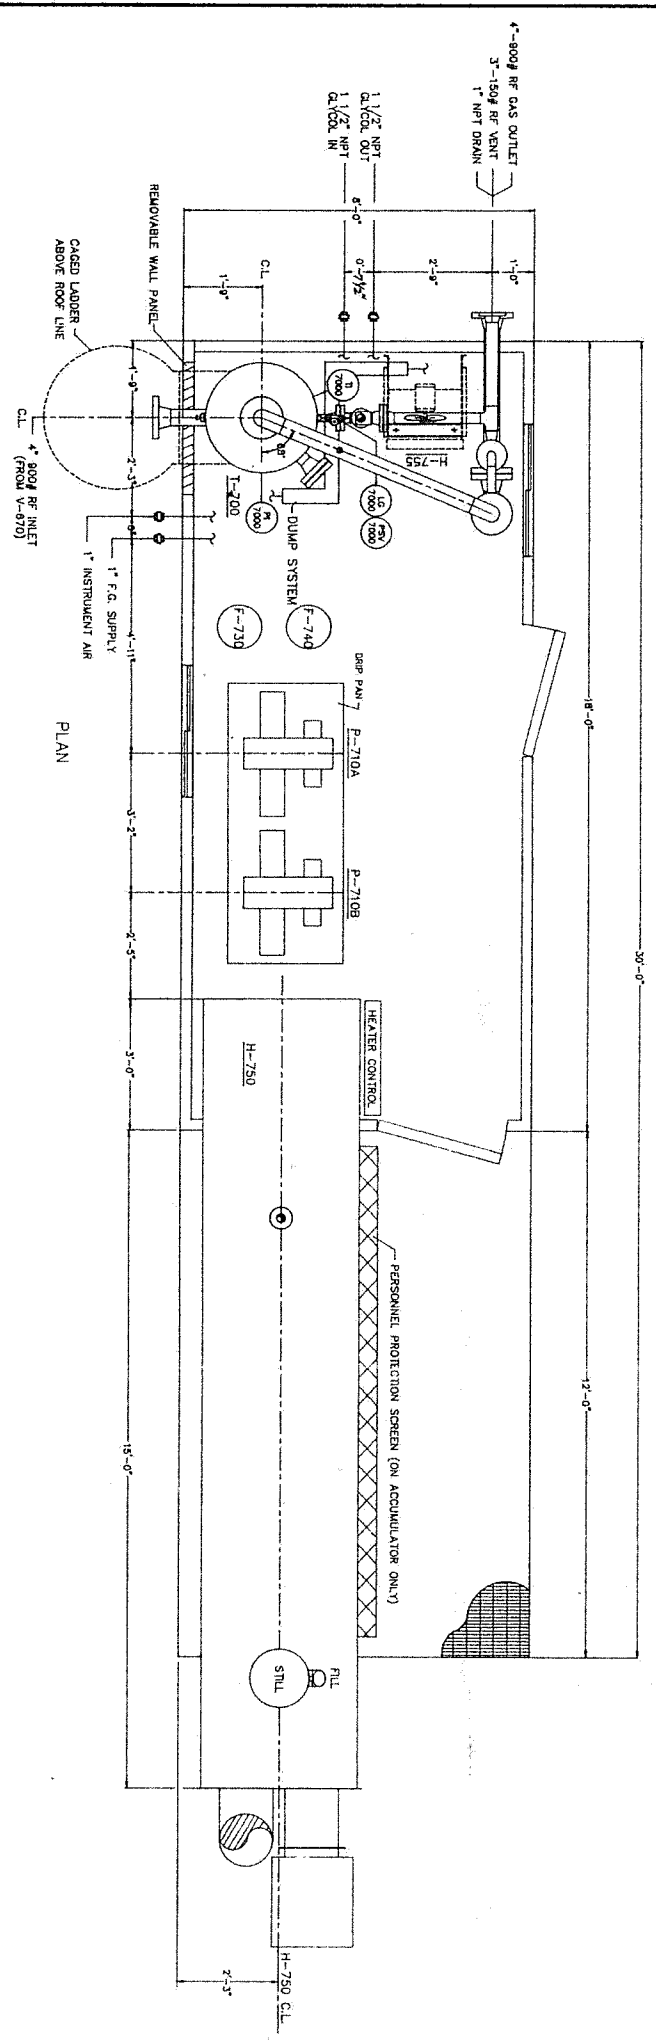 4"-900# RF GAS OUTLET
3"-150# RF VENT
1" NPT DRAIN
1 1/2" NPT
GLYCOL OUT
1 1/2" NPT
GLYCOL IN
8'-0"
1'-0"
2'-9"
0'-7½"
C.L.
1'-9"
REMOVABLE WALL PANEL
CAGED LADDER
ABOVE ROOF LINE
C.L.
4" 900# RF INLET
(FROM V-670)
1'-9"
2'-3"
6"
1" INSTRUMENT AIR
1" F.G. SUPPLY
4'-11"
TI
7000
H-755
T-700
LG
7000
PSV
7000
PI
7000
DUMP SYSTEM
F-730
F-740
DRIP PAN
P-710A
P-710B
PLAN
3'-2"
2'-5"
3'-0"
18'-0"
30'-0"
12'-0"
HEATER CONTROL
H-750
PERSONNEL PROTECTION SCREEN (ON ACCUMULATOR ONLY)
15'-0"
STILL
FILL
H-750 C.L.
2'-3"